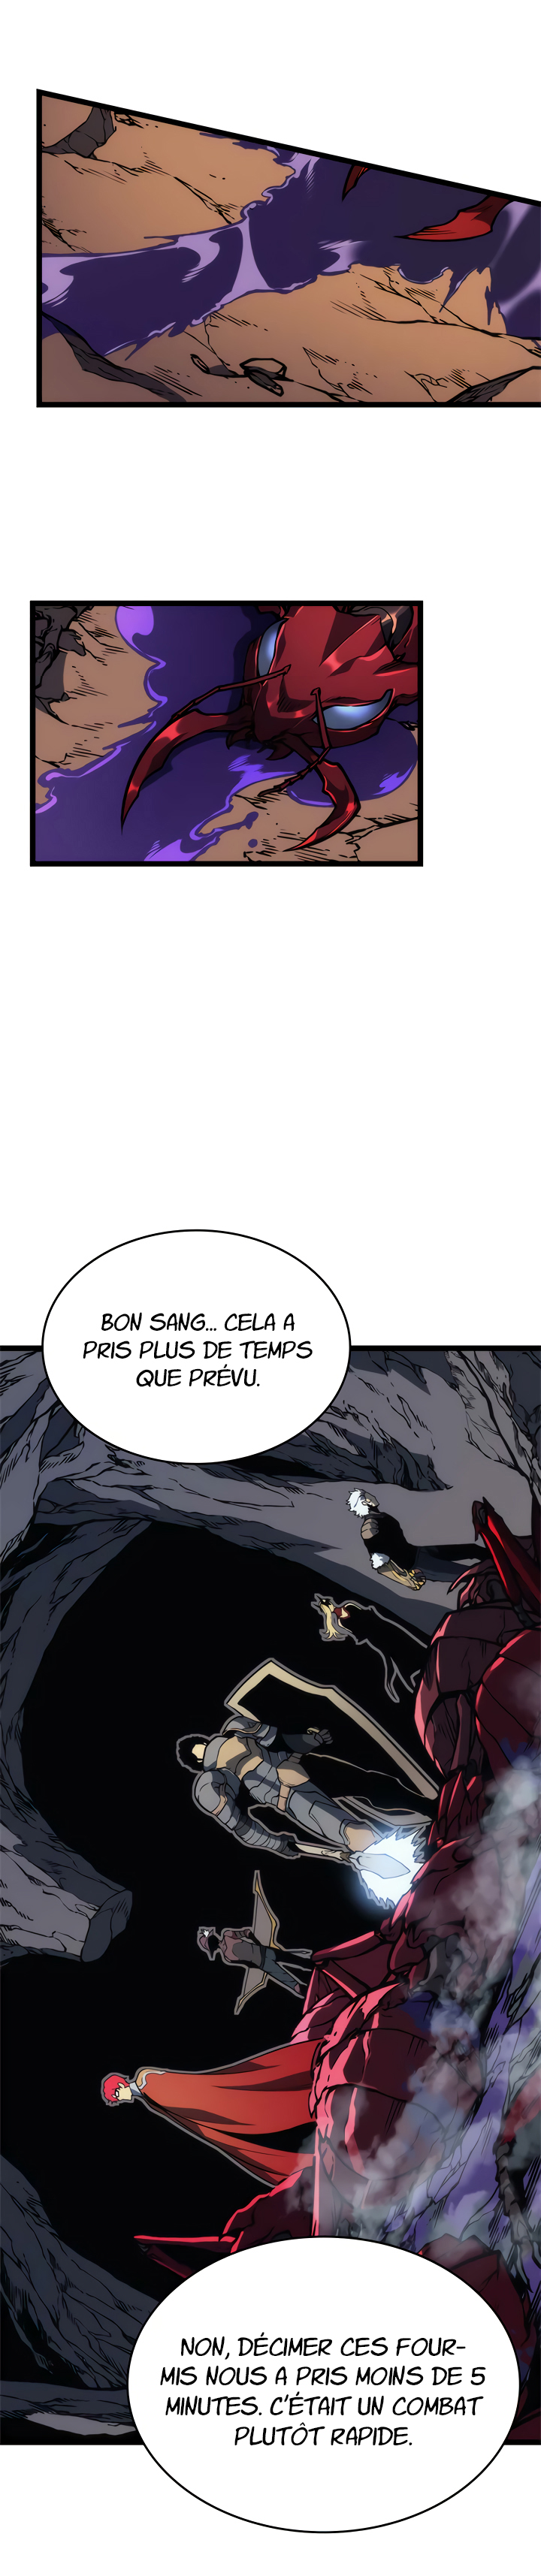 BON SANG... CELA A
PRIS PLUS DE TEMPS
QUE PRÉVU.
NON, DÉCIMER CES FOUR-
MIS NOUS A PRIS MOINS DE 5
MINUTES. C'ÉTAIT UN COMBAT
PLUTÔT RAPIDE.